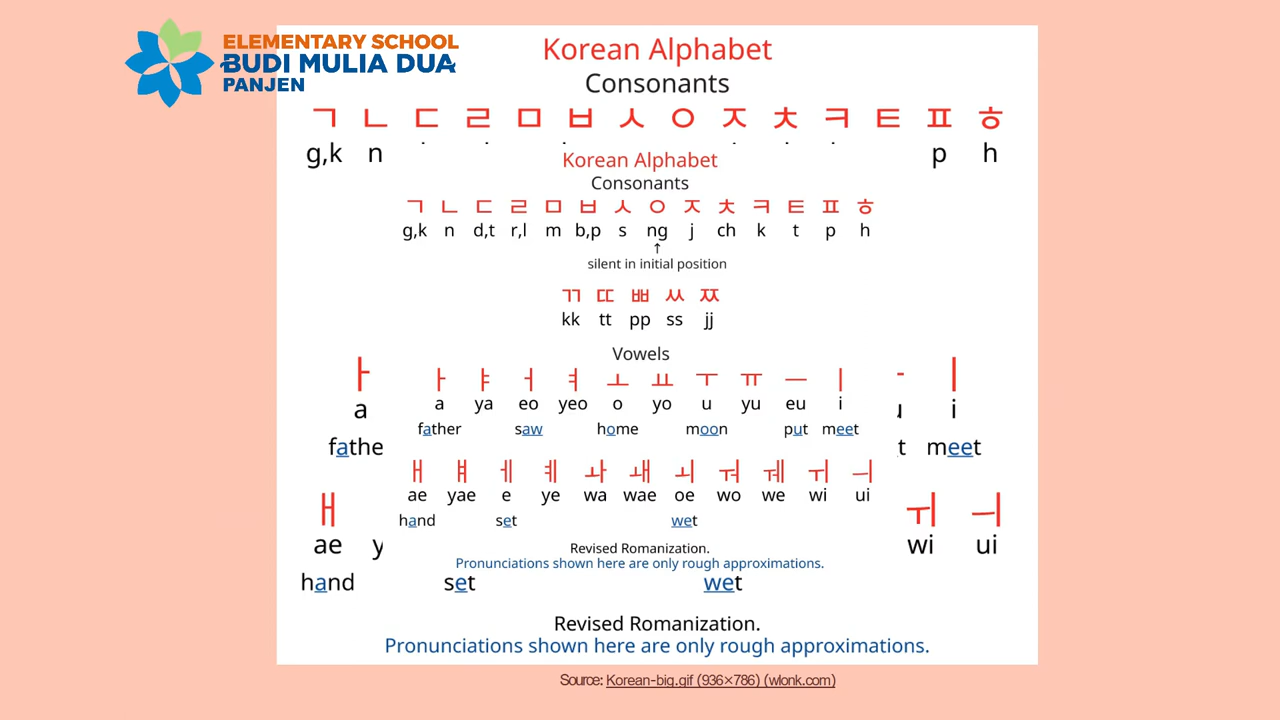 ELEMENTARY SCHOOL
BUDI MULIA DUA
PANJEN
Korean Alphabet
Consonants
ㄱ ㄴ ㄷ ㄹ ㅁ ㅂ ㅅ ㅇ ㅈ ㅊ ㅋ ㅌ ㅍ ㅎ
g,k n p h
Korean Alphabet
Consonants
ㄱ ㄴ ㄷ ㄹ ㅁ ㅂ ㅅ ㅇ ㅈ ㅊ ㅋ ㅌ ㅍ ㅎ
g,k n d,t r,l m b,p s ng j ch k t p h
↑
silent in initial position
ㄲ ㄸ ㅃ ㅆ ㅉ
kk tt pp ss jj
Vowels
ㅏ ㅑ ㅓ ㅕ ㅗ ㅛ ㅜ ㅠ ㅡ ㅣ
a ya eo yeo o yo u yu eu i
father saw home moon put meet
ㅐ ㅒ ㅔ ㅖ ㅘ ㅙ ㅚ ㅝ ㅞ ㅟ ㅢ
ae yae e ye wa wae oe wo we wi ui
hand set wet
Revised Romanization.
Pronunciations shown here are only rough approximations.
ㅏ ㅣ
a i
meet
ㅐ ㅟ ㅢ
ae wi ui
hand set wet
Revised Romanization.
Pronunciations shown here are only rough approximations.
Source: Korean-big.gif (936×786) (wlonk.com)